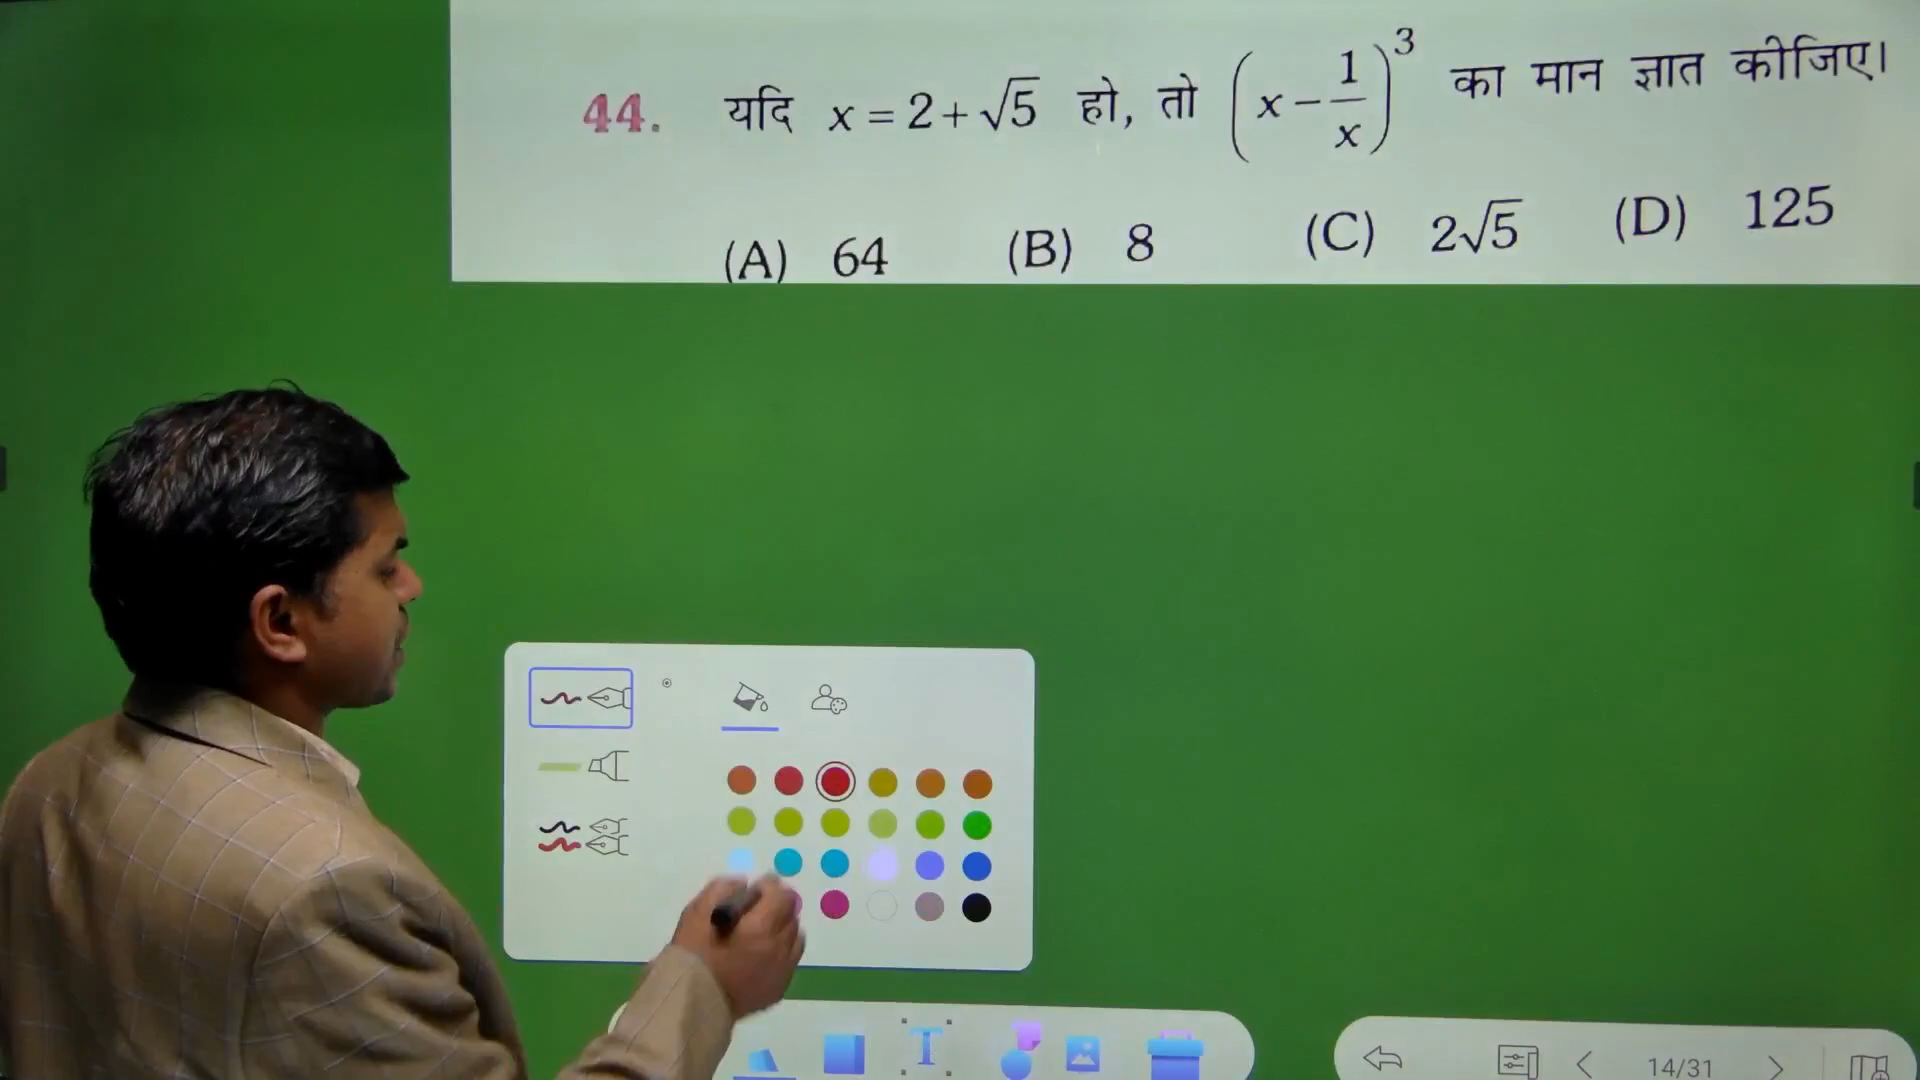 44. यदि x = 2 + √5 हो, तो (x − 1/x)³ का मान ज्ञात कीजिए।
(A) 64 (B) 8 (C) 2√5 (D) 125
T
14/31